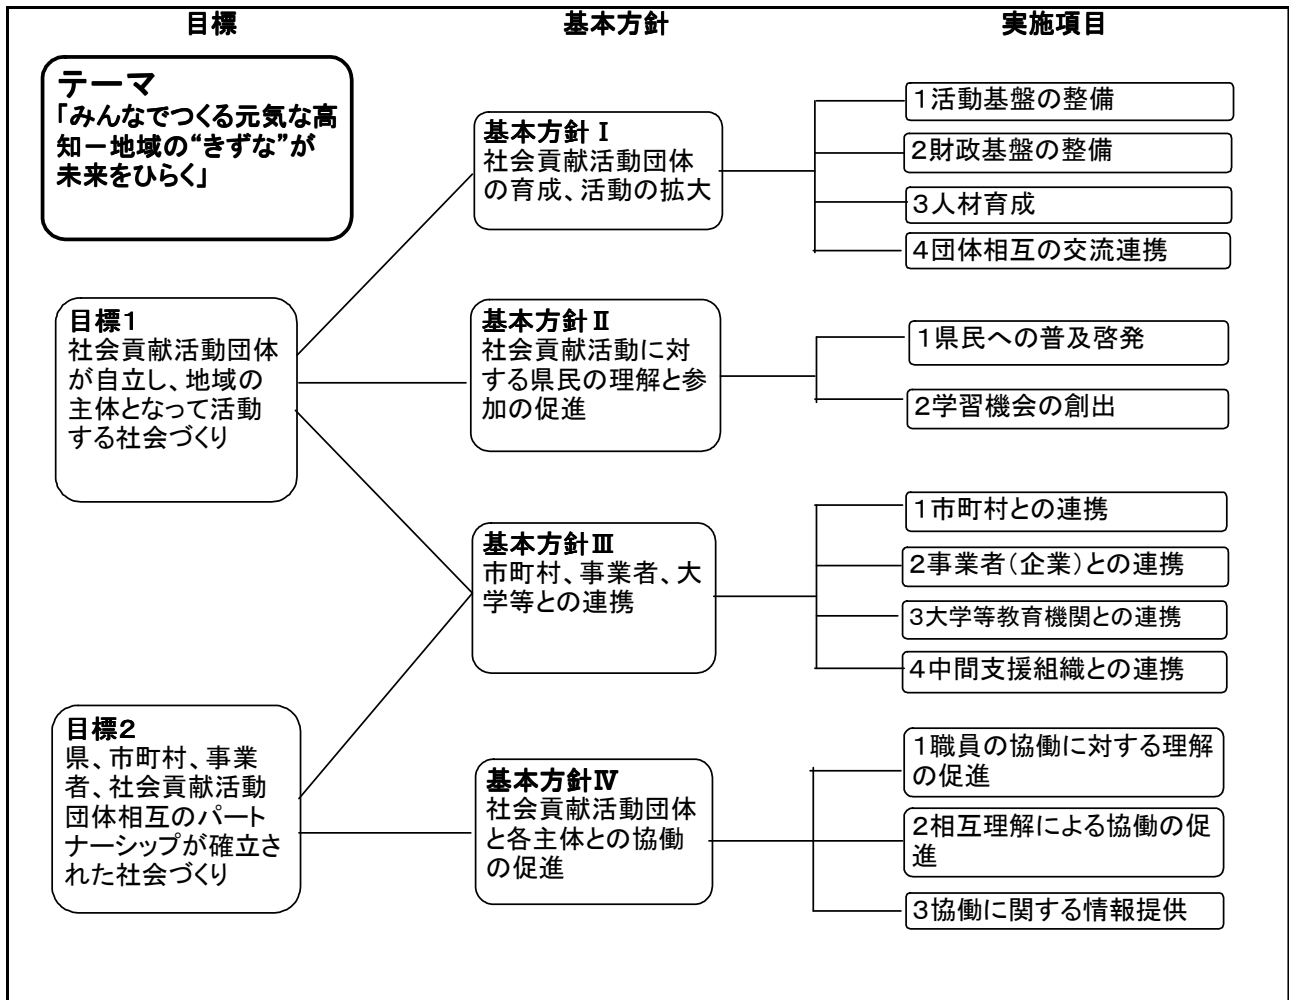 目標
基本方針
実施項目
テーマ
「みんなでつくる元気な高
知－地域の“きずな”が
未来をひらく」
目標１
社会貢献活動団体
が自立し、地域の
主体となって活動
する社会づくり
目標２
県、市町村、事業
者、社会貢献活動
団体相互のパート
ナーシップが確立さ
れた社会づくり
基本方針Ⅰ
社会貢献活動団体
の育成、活動の拡大
１活動基盤の整備
２財政基盤の整備
３人材育成
４団体相互の交流連携
基本方針Ⅱ
社会貢献活動に対
する県民の理解と参
加の促進
１県民への普及啓発
２学習機会の創出
基本方針Ⅲ
市町村、事業者、大
学等との連携
１市町村との連携
２事業者（企業）との連携
３大学等教育機関との連携
４中間支援組織との連携
基本方針Ⅳ
社会貢献活動団体
と各主体との協働
の促進
１職員の協働に対する理解
の促進
２相互理解による協働の促
進
３協働に関する情報提供